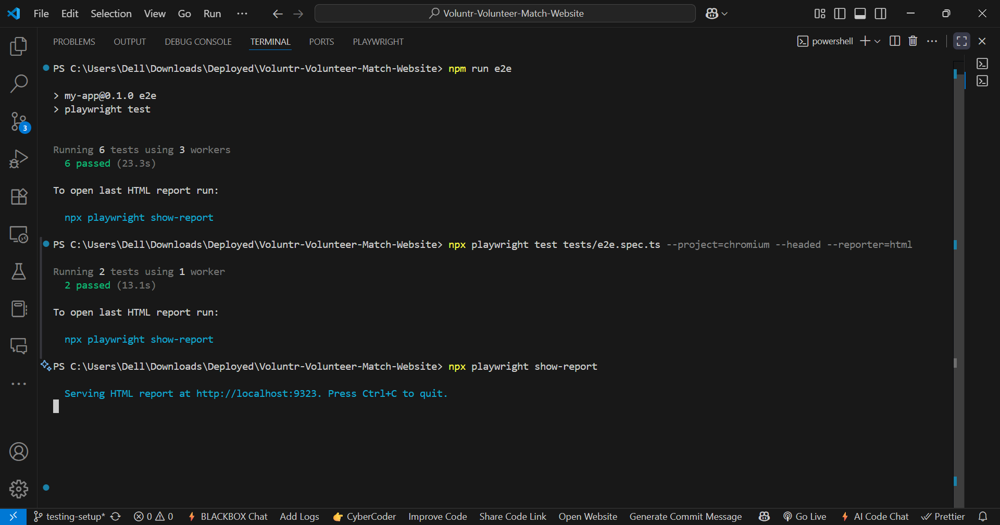 File Edit Selection View Go Run ··· Voluntr-Volunteer-Match-Website
PROBLEMS OUTPUT DEBUG CONSOLE TERMINAL PORTS PLAYWRIGHT powershell
PS C:\Users\Dell\Downloads\Deployed\Voluntr-Volunteer-Match-Website> npm run e2e
> my-app@0.1.0 e2e
> playwright test
Running 6 tests using 3 workers
6 passed (23.3s)
To open last HTML report run:
npx playwright show-report
PS C:\Users\Dell\Downloads\Deployed\Voluntr-Volunteer-Match-Website> npx playwright test tests/e2e.spec.ts --project=chromium --headed --reporter=html
Running 2 tests using 1 worker
2 passed (13.1s)
To open last HTML report run:
npx playwright show-report
PS C:\Users\Dell\Downloads\Deployed\Voluntr-Volunteer-Match-Website> npx playwright show-report
Serving HTML report at http://localhost:9323. Press Ctrl+C to quit.
3
testing-setup* 0 0 BLACKBOX Chat Add Logs CyberCoder Improve Code Share Code Link Open Website Generate Commit Message Go Live AI Code Chat Prettier